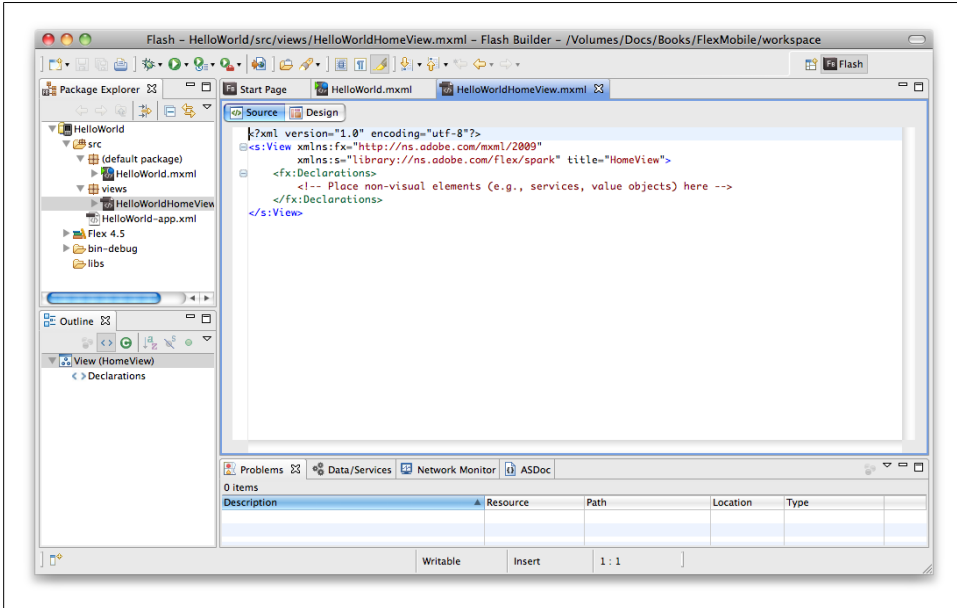 Flash – HelloWorld/src/views/HelloWorldHomeView.mxml – Flash Builder – /Volumes/Docs/Books/FlexMobile/workspace
Flash
Package Explorer
HelloWorld
src
(default package)
HelloWorld.mxml
views
HelloWorldHomeView
HelloWorld-app.xml
Flex 4.5
bin-debug
libs
Outline
View (HomeView)
Declarations
Start Page HelloWorld.mxml HelloWorldHomeView.mxml
Source Design
<?xml version="1.0" encoding="utf-8"?>
<s:View xmlns:fx="http://ns.adobe.com/mxml/2009"
xmlns:s="library://ns.adobe.com/flex/spark" title="HomeView">
<fx:Declarations>
<!-- Place non-visual elements (e.g., services, value objects) here -->
</fx:Declarations>
</s:View>
Problems Data/Services Network Monitor ASDoc
0 items
Description Resource Path Location Type
Writable Insert 1 : 1